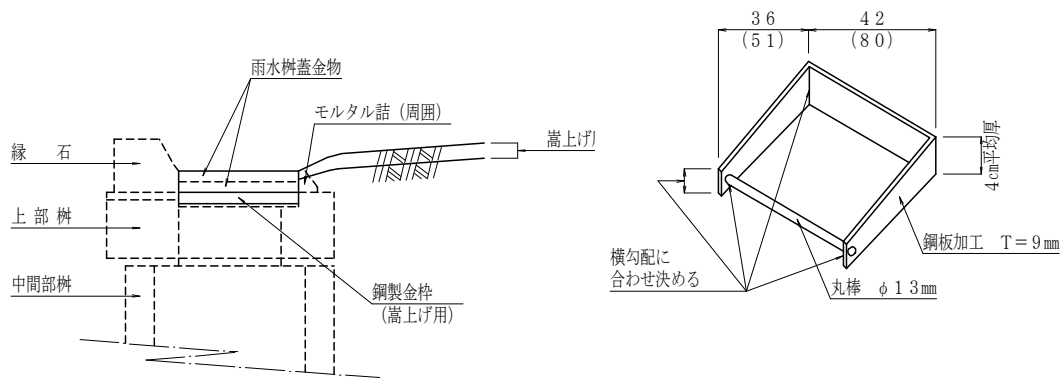 雨水桝蓋金物
モルタル詰（周囲）
嵩上げ
縁　石
上 部 桝
中間部桝
鋼製金枠
（嵩上げ用）
３６
（５１）
４２
（８０）
4cm平均厚
鋼板加工　Ｔ＝９㎜
丸棒　φ１３㎜
横勾配に
合わせ決める